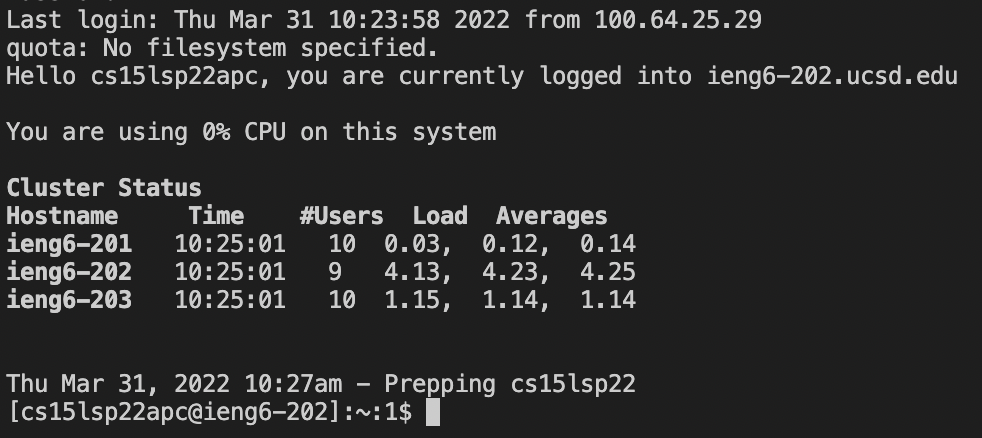 Last login: Thu Mar 31 10:23:58 2022 from 100.64.25.29
quota: No filesystem specified.
Hello cs15lsp22apc, you are currently logged into ieng6-202.ucsd.edu
You are using 0% CPU on this system
Cluster Status
Hostname     Time    #Users  Load  Averages
ieng6-201   10:25:01   10  0.03,  0.12,  0.14
ieng6-202   10:25:01   9   4.13,  4.23,  4.25
ieng6-203   10:25:01   10  1.15,  1.14,  1.14
Thu Mar 31, 2022 10:27am - Prepping cs15lsp22
[cs15lsp22apc@ieng6-202]:~:1$